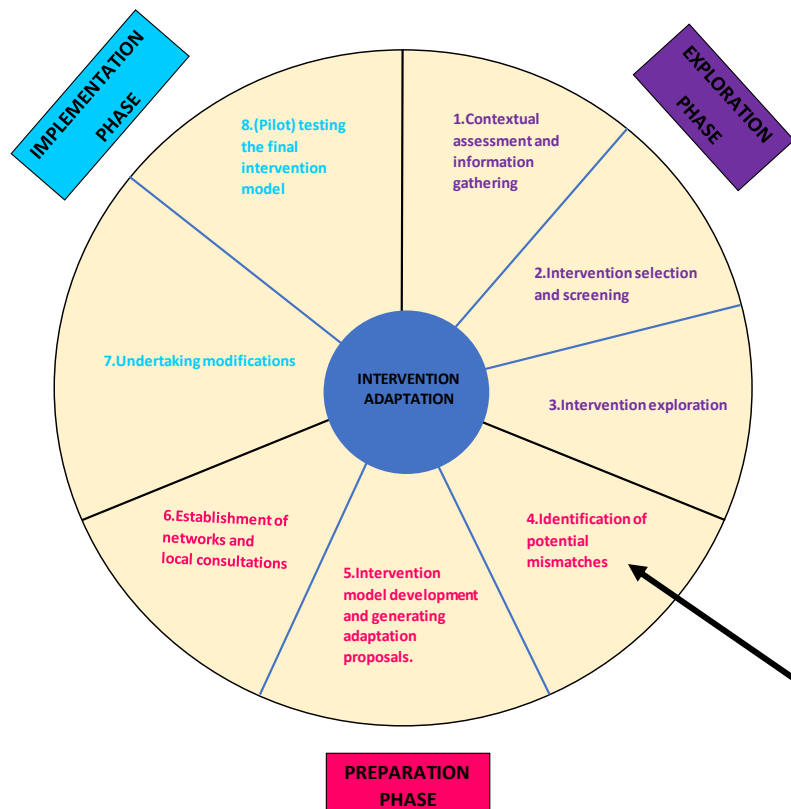 IMPLEMENTATION
PHASE
EXPLORATION
PHASE
1.Contextual
assessment and
information
gathering
2.Intervention selection
and screening
3.Intervention exploration
4.Identification of
potential
mismatches
5.Intervention
model development
and generating
adaptation
proposals.
6.Establishment of
networks and
local consultations
7.Undertaking modifications
8.(Pilot) testing
the final
intervention
model
INTERVENTION
ADAPTATION
PREPARATION
PHASE